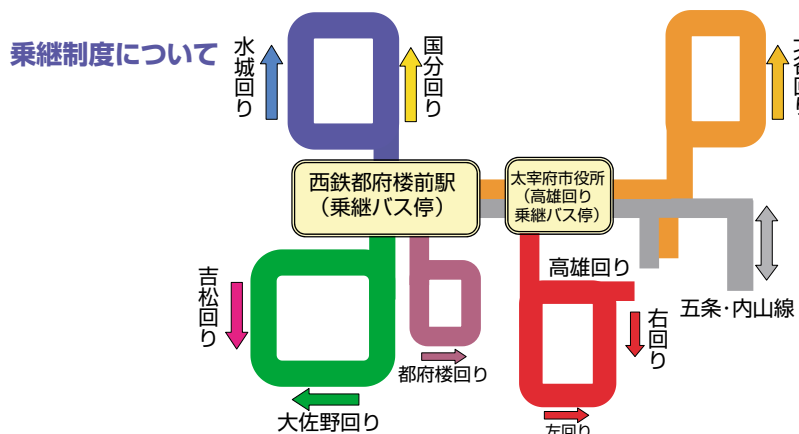 乗継制度について
水城回り
国分回り
西鉄都府楼前駅
（乗継バス停）
太宰府市役所
（高雄回り
乗継バス停）
吉松回り
高雄回り
五条・内山線
右回り
都府楼回り
大佐野回り
左回り